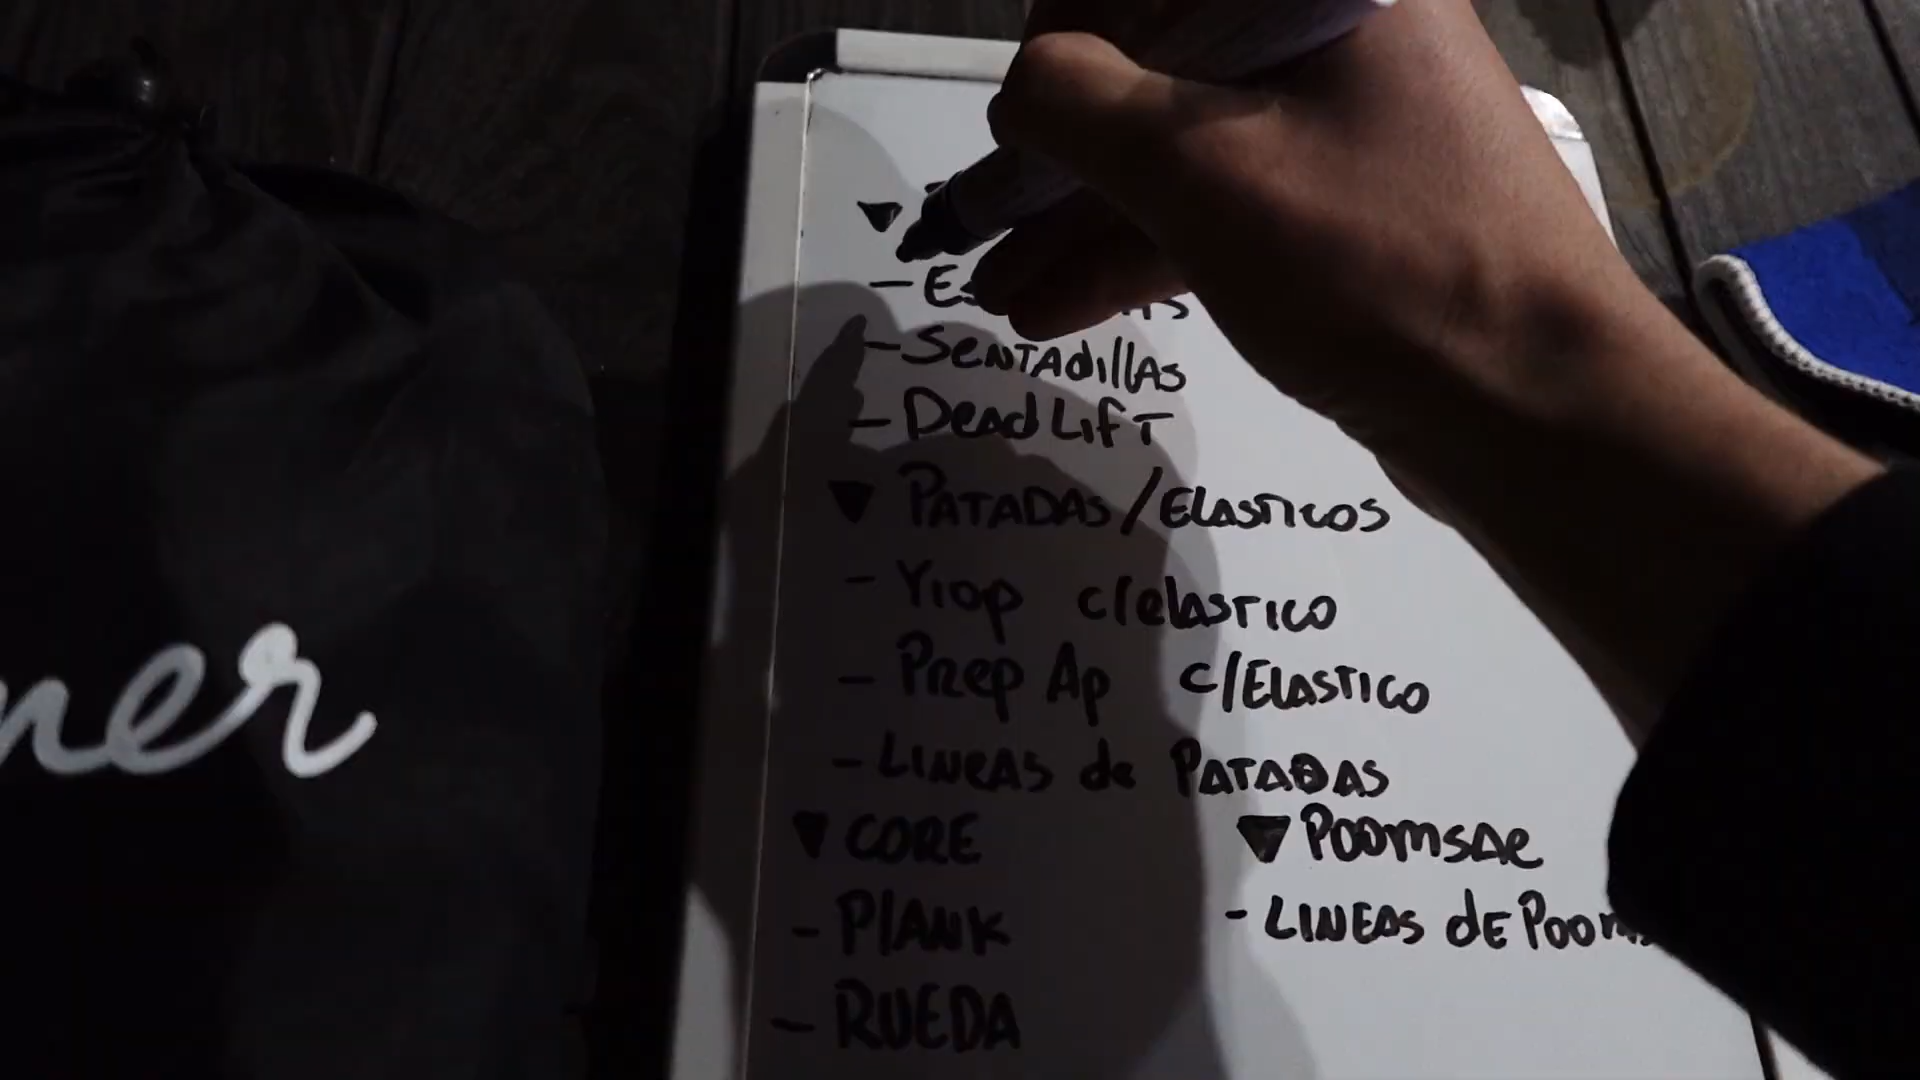 - Sentadillas
- Dead Lift
▼ PATADAS / ELASTICOS
- Yiop c/elastico
- Prep Ap c/ELASTICO
- LINEAS de PATADAS
▼ CORE
- PLANK
- RUEDA
▼ POOMSAE
- LINEAS dE
ner